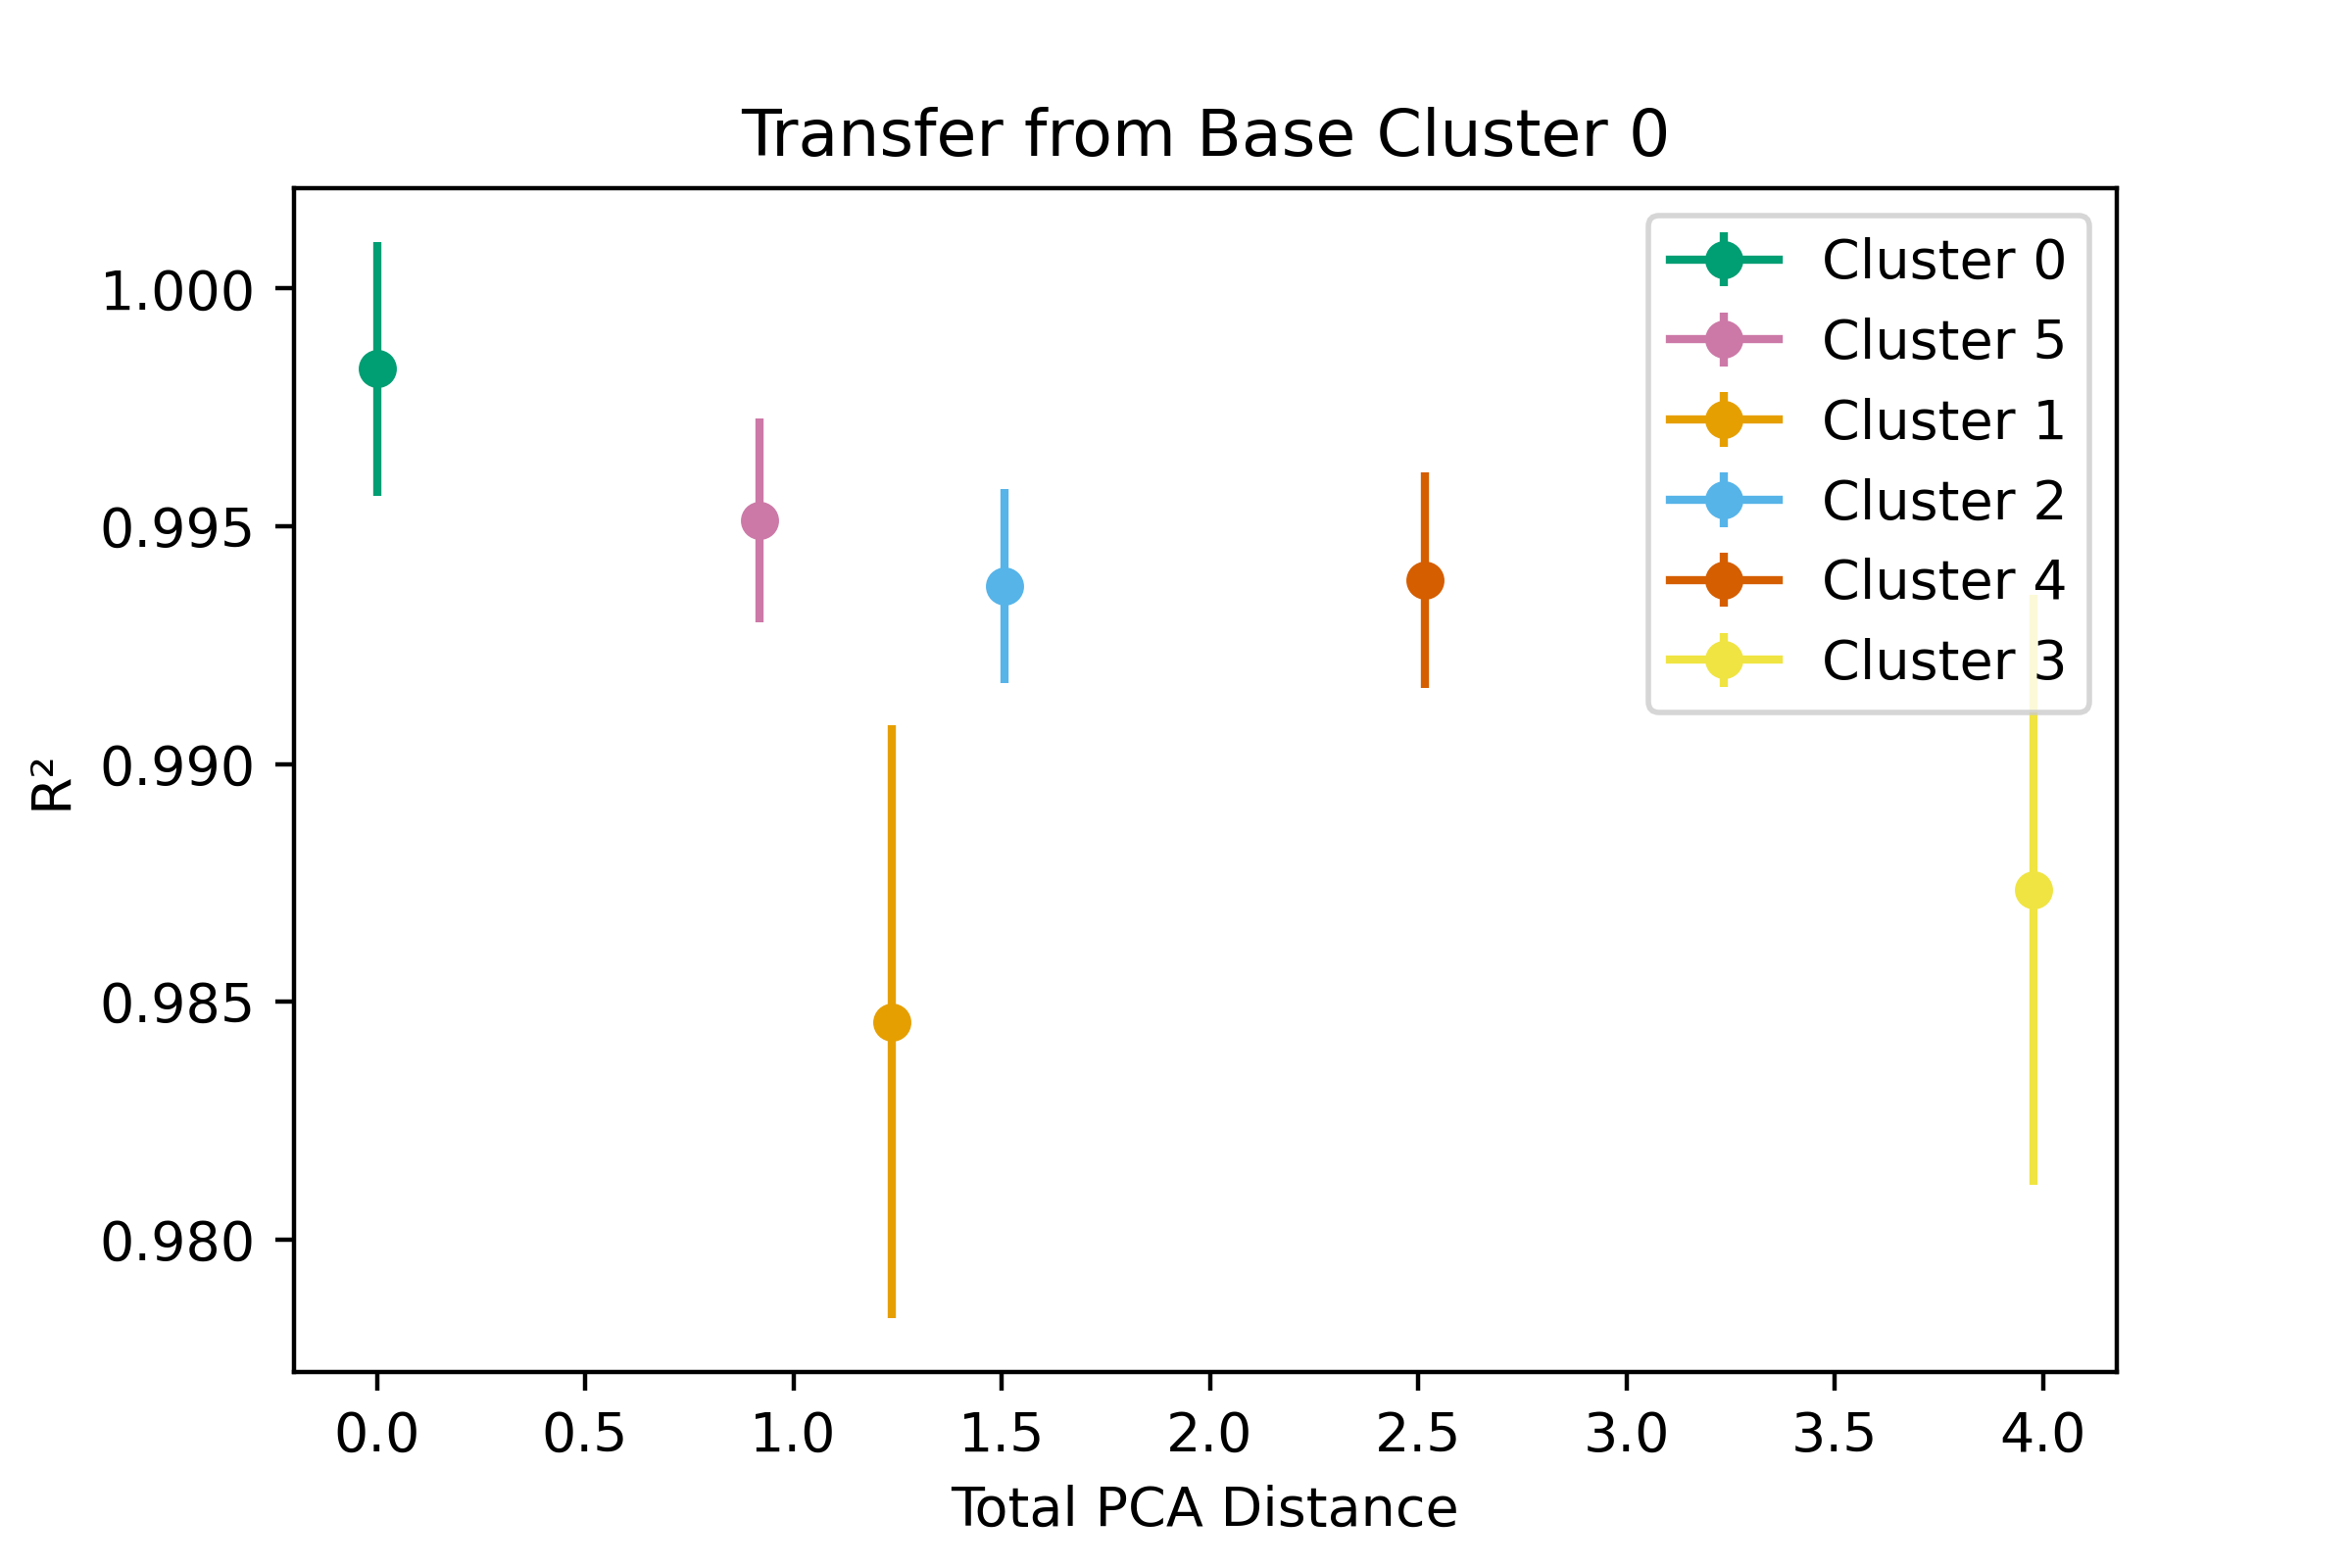 Transfer from Base Cluster 0
1.000
0.995
0.990
0.985
0.980
R²
Cluster 0
Cluster 5
Cluster 1
Cluster 2
Cluster 4
Cluster 3
0.0 0.5 1.0 1.5 2.0 2.5 3.0 3.5 4.0
Total PCA Distance